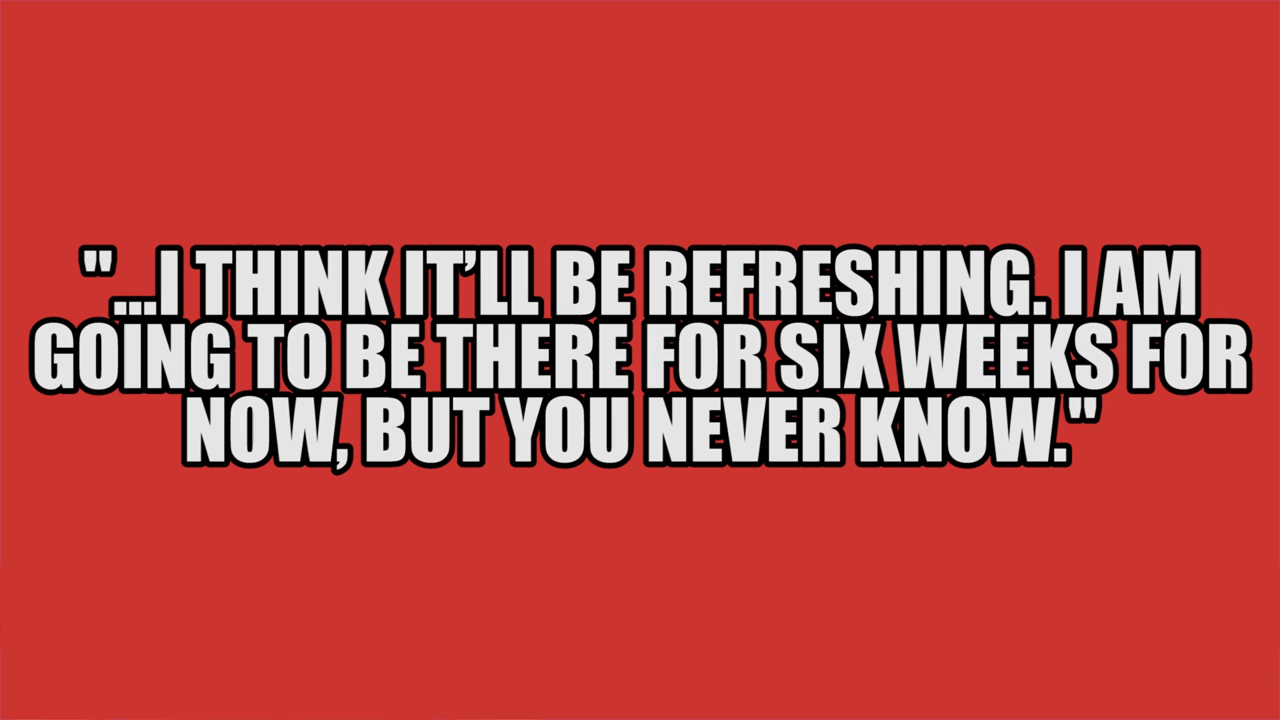 "...I THINK IT’LL BE REFRESHING. I AM
GOING TO BE THERE FOR SIX WEEKS FOR
NOW, BUT YOU NEVER KNOW."